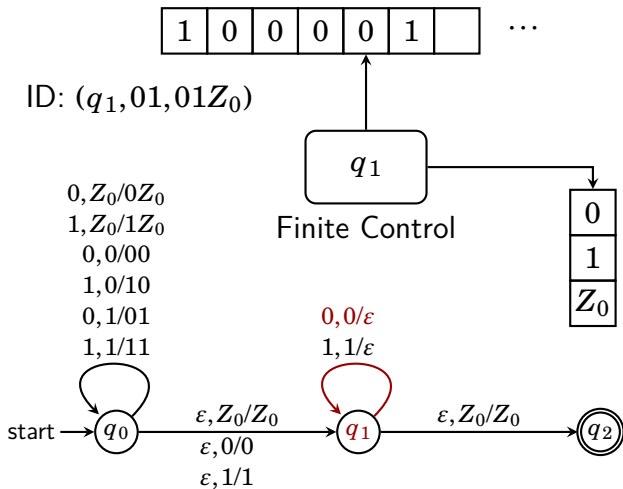 1 0 0 0 0 1 ⋯
ID: (q₁, 01, 01Z₀)
q₁
Finite Control
0
1
Z₀
0, Z₀/0Z₀
1, Z₀/1Z₀
0, 0/00
1, 0/10
0, 1/01
1, 1/11
0, 0/ε
1, 1/ε
start
q₀
ε, Z₀/Z₀
ε, 0/0
ε, 1/1
q₁
ε, Z₀/Z₀
q₂